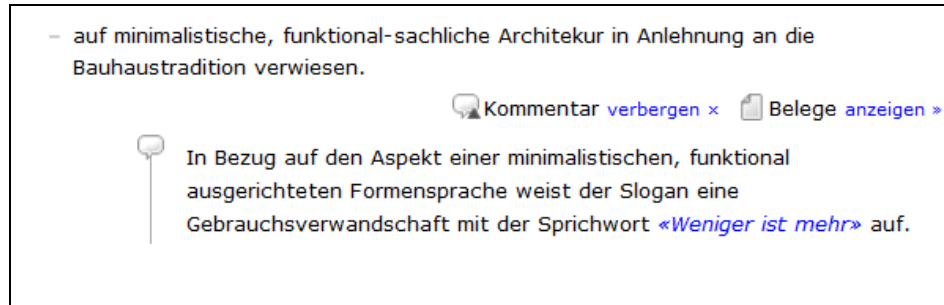 – auf minimalistische, funktional-sachliche Architekur in Anlehnung an die
Bauhaustradition verwiesen.
Kommentar verbergen × Belege anzeigen »
In Bezug auf den Aspekt einer minimalistischen, funktional
ausgerichteten Formensprache weist der Slogan eine
Gebrauchsverwandschaft mit der Sprichwort «Weniger ist mehr» auf.